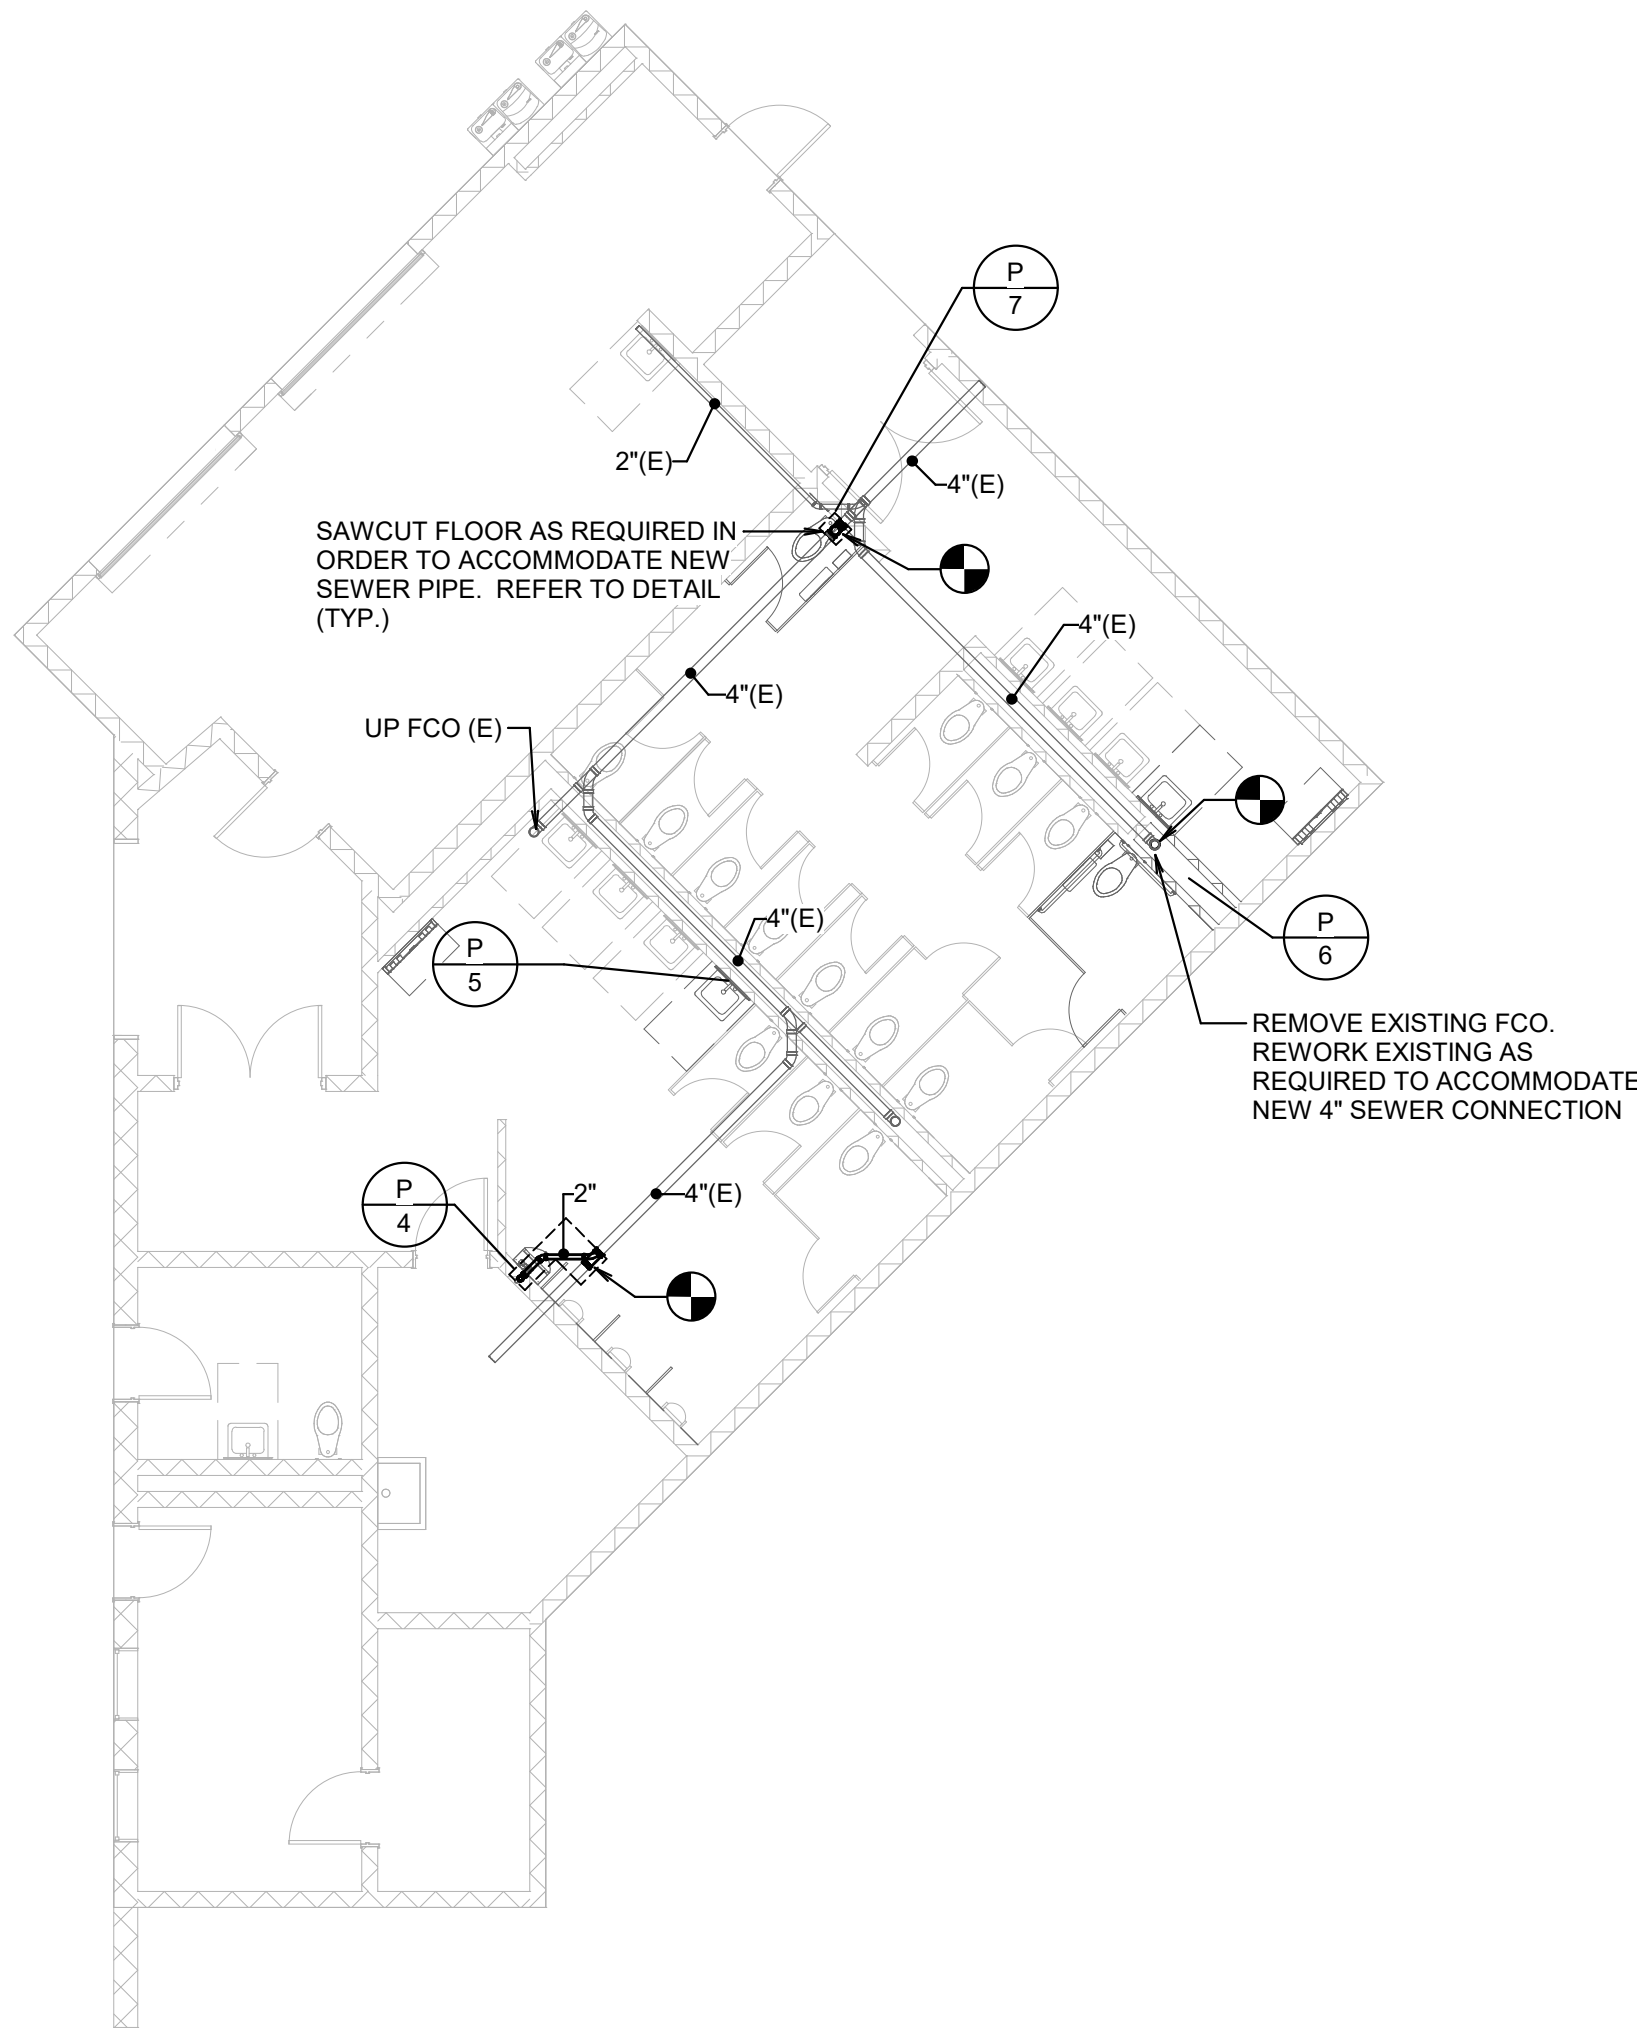 P
7
2"(E)
4"(E)
SAWCUT FLOOR AS REQUIRED IN
ORDER TO ACCOMMODATE NEW
SEWER PIPE.  REFER TO DETAIL
(TYP.)
4"(E)
4"(E)
UP FCO (E)
4"(E)
P
5
P
6
REMOVE EXISTING FCO.
REWORK EXISTING AS
REQUIRED TO ACCOMMODATE
NEW 4" SEWER CONNECTION
P
4
2"
4"(E)